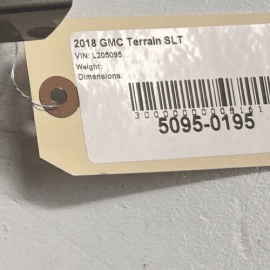 2018 GMC Terrain SLT
VIN: L205095
Weight:
Dimensions:
5095-0195